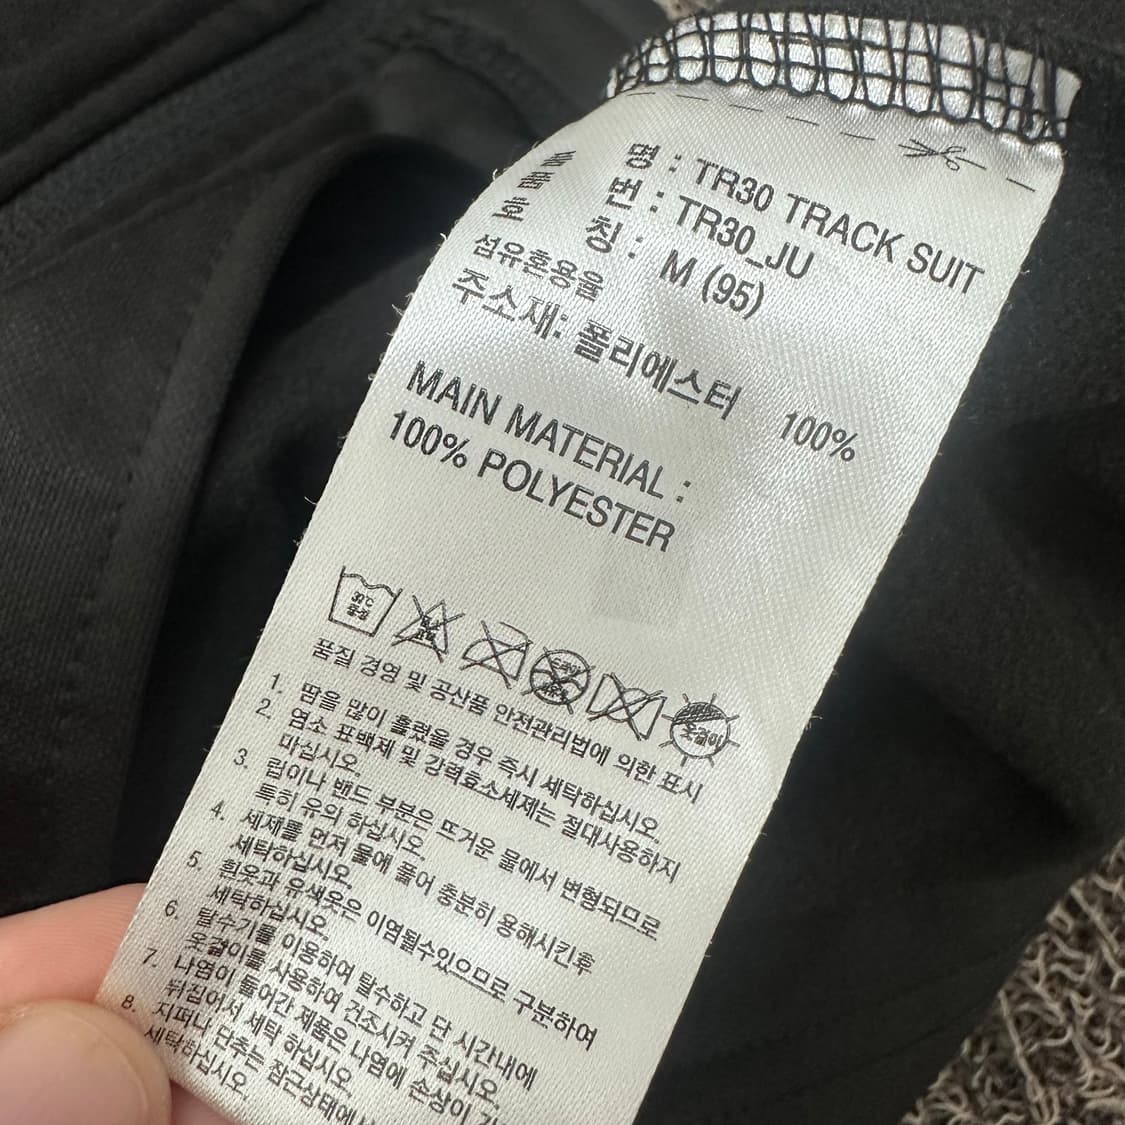 품 명 : TR30 TRACK SUIT
품 번 : TR30_JU
호 칭 : M (95)
섬유혼용율
주소재: 폴리에스터 100%
MAIN MATERIAL :
100% POLYESTER
30℃
중성
옷걸이
품질 경영 및 공산품 안전관리법에 의한 표시
1. 땀을 많이 흘렸을 경우 즉시 세탁하십시오.
2. 염소 표백제 및 강력효소세제는 절대사용하지
마십시오.
3. 립이나 밴드 부분은 뜨거운 물에서 변형되므로
특히 유의 하십시오.
4. 세제를 먼저 물에 풀어 충분히 용해시킨후
세탁하십시오.
5. 흰옷과 유색옷은 이염될수있으므로 구분하여
세탁하십시오.
6. 탈수기를 이용하여 탈수하고 단 시간내에
옷걸이를 사용하여 건조시켜 주십시오.
7. 나염이 들어간 제품은 나염에 손상이
뒤집어서 세탁 하십시오.
8. 지퍼나 단추는 잠근상태에
세탁하십시오.